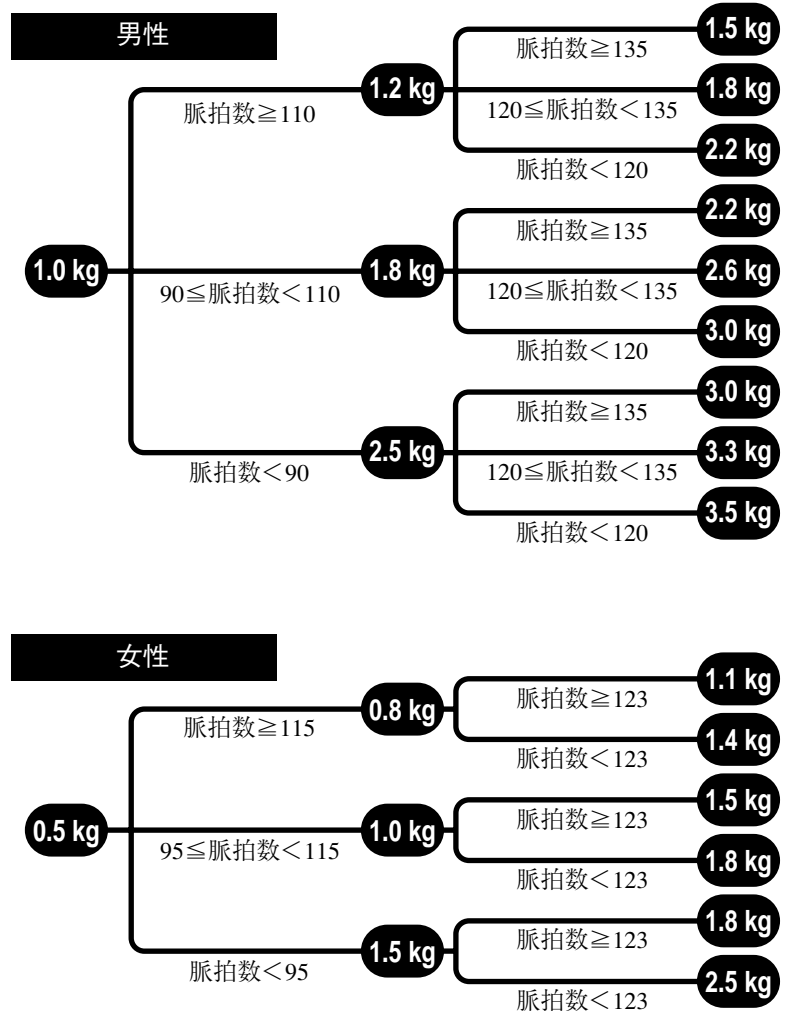 男性
1.5 kg
脈拍数≧135
1.2 kg
1.8 kg
脈拍数≧110
120≦脈拍数<135
2.2 kg
脈拍数<120
2.2 kg
脈拍数≧135
1.0 kg
1.8 kg
2.6 kg
90≦脈拍数<110
120≦脈拍数<135
3.0 kg
脈拍数<120
3.0 kg
脈拍数≧135
2.5 kg
3.3 kg
脈拍数<90
120≦脈拍数<135
3.5 kg
脈拍数<120
女性
1.1 kg
脈拍数≧123
0.8 kg
脈拍数≧115
1.4 kg
脈拍数<123
1.5 kg
脈拍数≧123
0.5 kg
1.0 kg
95≦脈拍数<115
1.8 kg
脈拍数<123
1.8 kg
脈拍数≧123
1.5 kg
脈拍数<95
2.5 kg
脈拍数<123